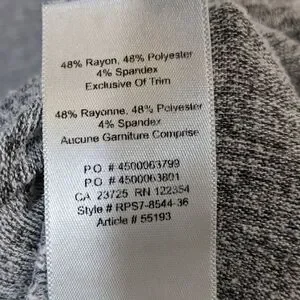 48% Rayon, 48% Polyester
4% Spandex
Exclusive Of Trim
48% Rayonne, 48% Polyester
4% Spandex
Aucune Garniture Comprise
P.O. # 4500063799
P.O. # 4500063801
CA 23725 RN 122354
Style # RPS7-8544-36
Article # 55193